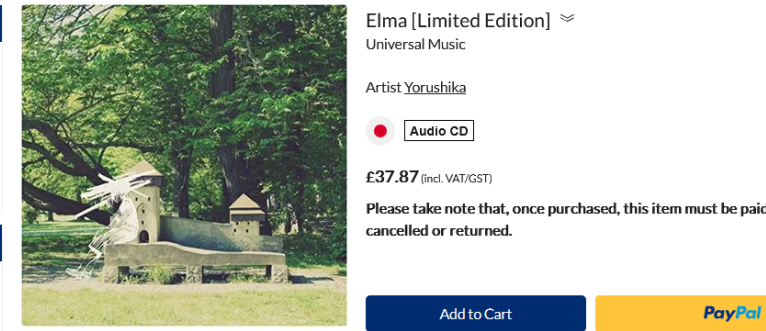 Elma [Limited Edition]
Universal Music
Artist Yorushika
Audio CD
£37.87 (incl. VAT/GST)
Please take note that, once purchased, this item must be paid
cancelled or returned.
Add to Cart
PayPal